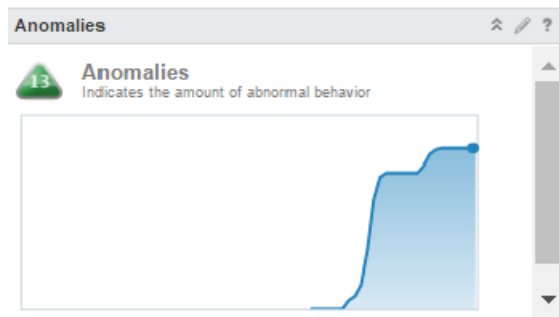 Anomalies
?
13
Anomalies
Indicates the amount of abnormal behavior